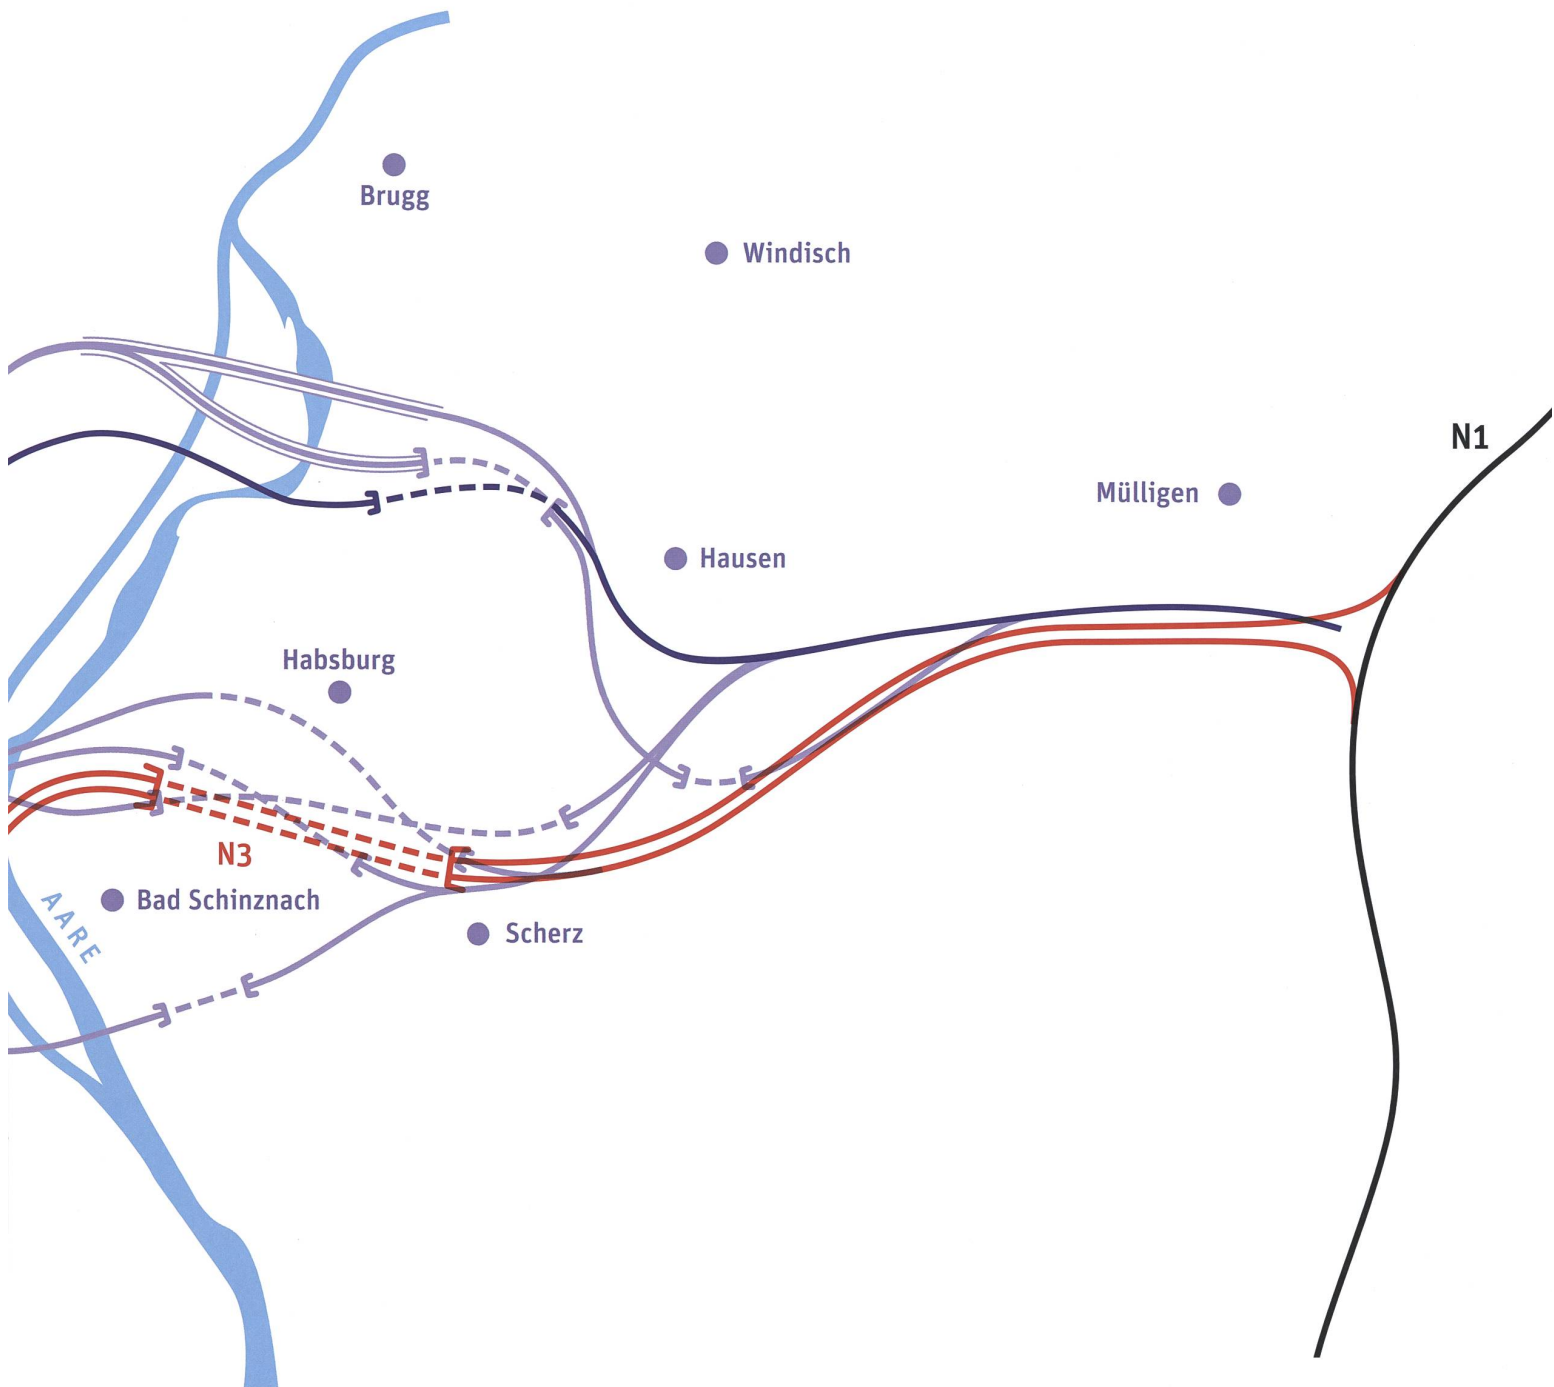 Brugg
Windisch
N1
Mülligen
Hausen
Habsburg
N3
Bad Schinznach
AARE
Scherz